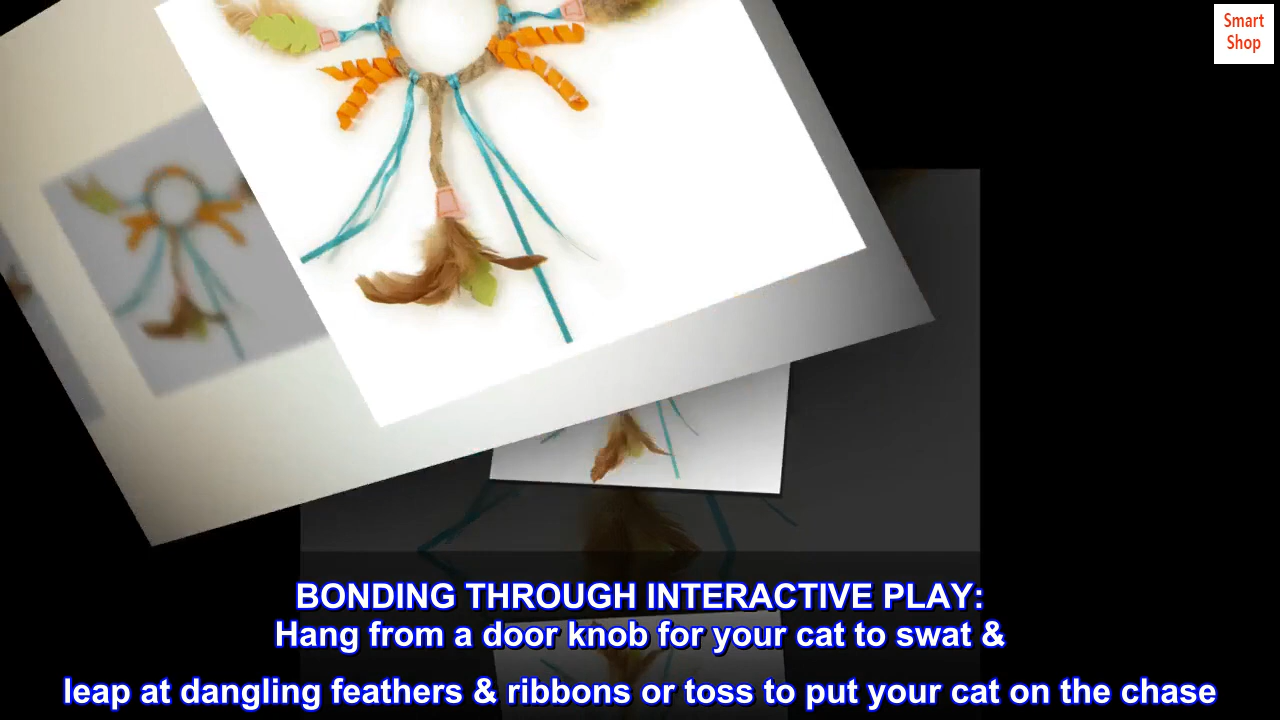 Smart
Shop
BONDING THROUGH INTERACTIVE PLAY:
Hang from a door knob for your cat to swat &
leap at dangling feathers & ribbons or toss to put your cat on the chase